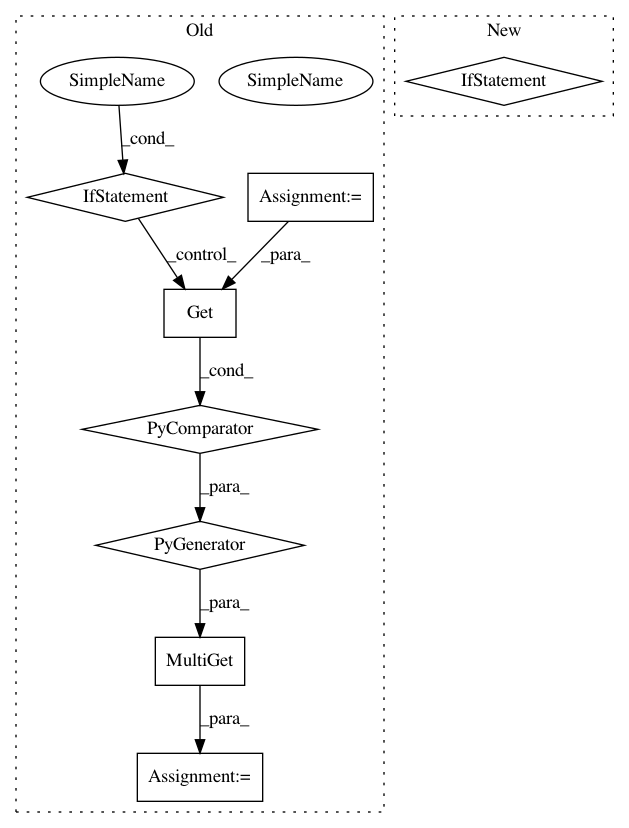 Old
New
SimpleName
SimpleName
IfStatement
_cond_
IfStatement
Assignment:=
_control_
_para_
Get
_cond_
PyComparator
_para_
PyGenerator
_para_
MultiGet
_para_
Assignment:=